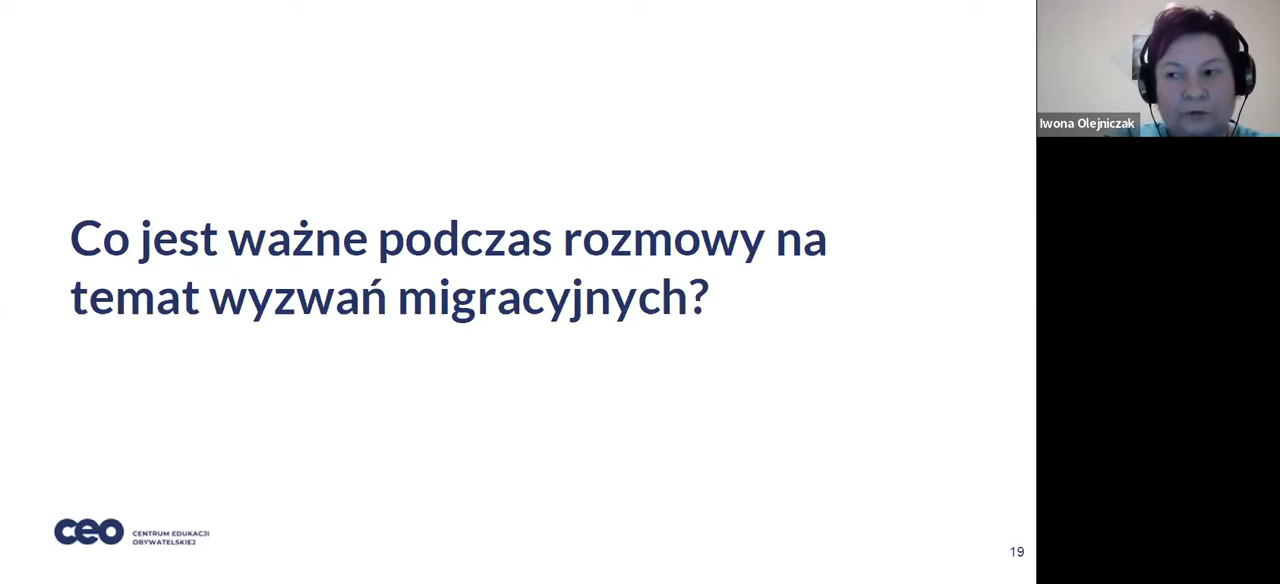 Iwona Olejniczak
Co jest ważne podczas rozmowy na
temat wyzwań migracyjnych?
ceo
CENTRUM EDUKACJI
OBYWATELSKIEJ
19